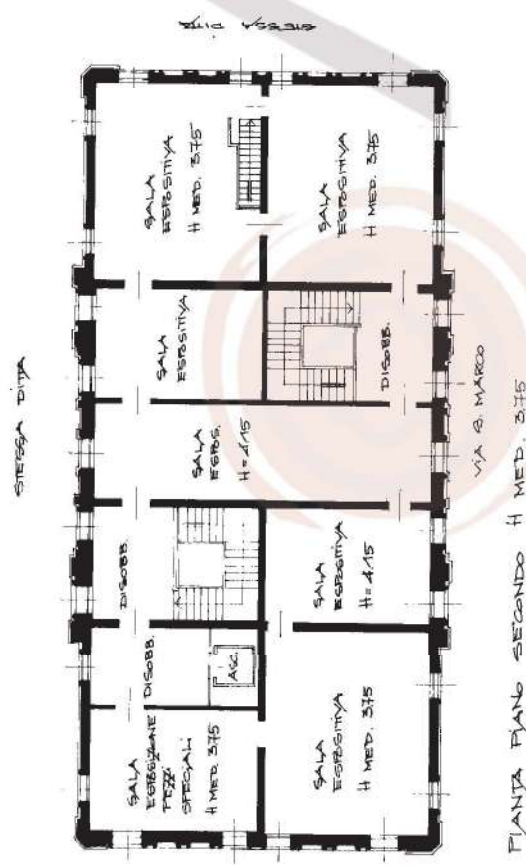 STESSA DITTA
STESSA DITTA
SALA
ESPOSITIVA
H MED. 3.75
SALA
ESPOSITIVA
H MED. 3.75
SALA
ESPOSITIVA
DISOBB.
SALA
ESPOS.
H=4.15
VIA S. MARCO
DISOBB.
SALA
ESPOSITIVA
H=4.15
DISOBB.
ASC.
SALA
ESPOSIZIONE
PEZZI
SPECIALI
H MED. 3.75
SALA
ESPOSITIVA
H MED. 3.75
PIANTA PIANO SECONDO H MED. 3.75